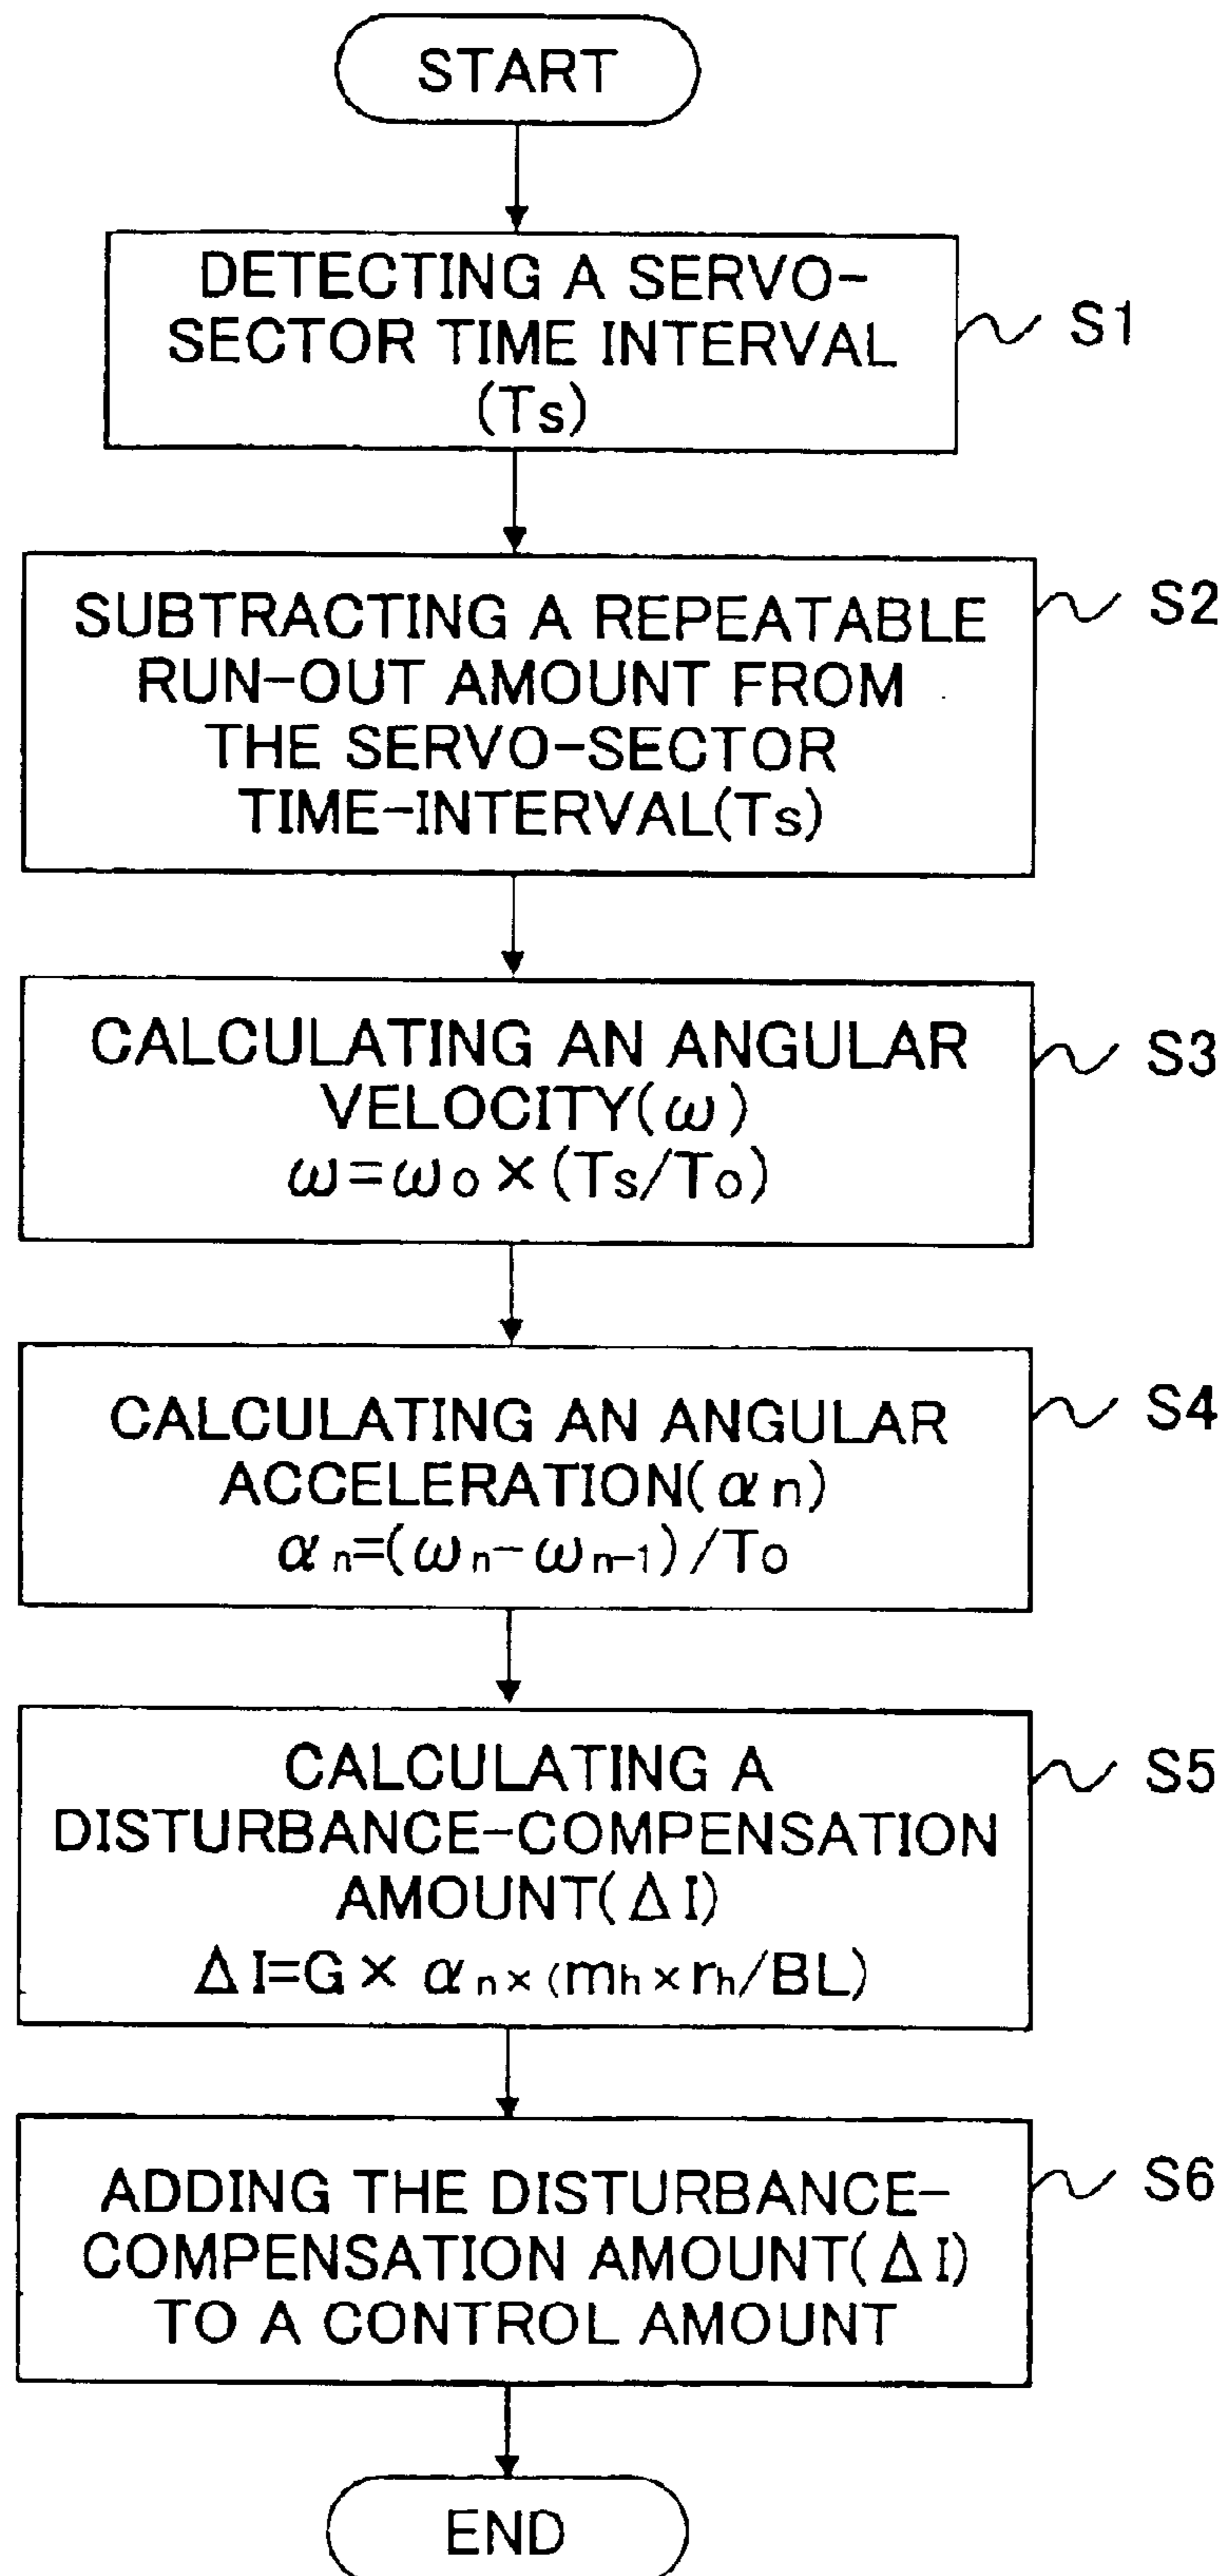 START
DETECTING A SERVO-
SECTOR TIME INTERVAL
(Ts)
S1
SUBTRACTING A REPEATABLE
RUN-OUT AMOUNT FROM
THE SERVO-SECTOR
TIME-INTERVAL(Ts)
S2
CALCULATING AN ANGULAR
VELOCITY(ω)
ω=ω₀×(Ts/T₀)
S3
CALCULATING AN ANGULAR
ACCELERATION(αn)
αn=(ωn-ωn-1)/T₀
S4
CALCULATING A
DISTURBANCE-COMPENSATION
AMOUNT(ΔI)
ΔI=G×αn×(mh×rh/BL)
S5
ADDING THE DISTURBANCE-
COMPENSATION AMOUNT(ΔI)
TO A CONTROL AMOUNT
S6
END